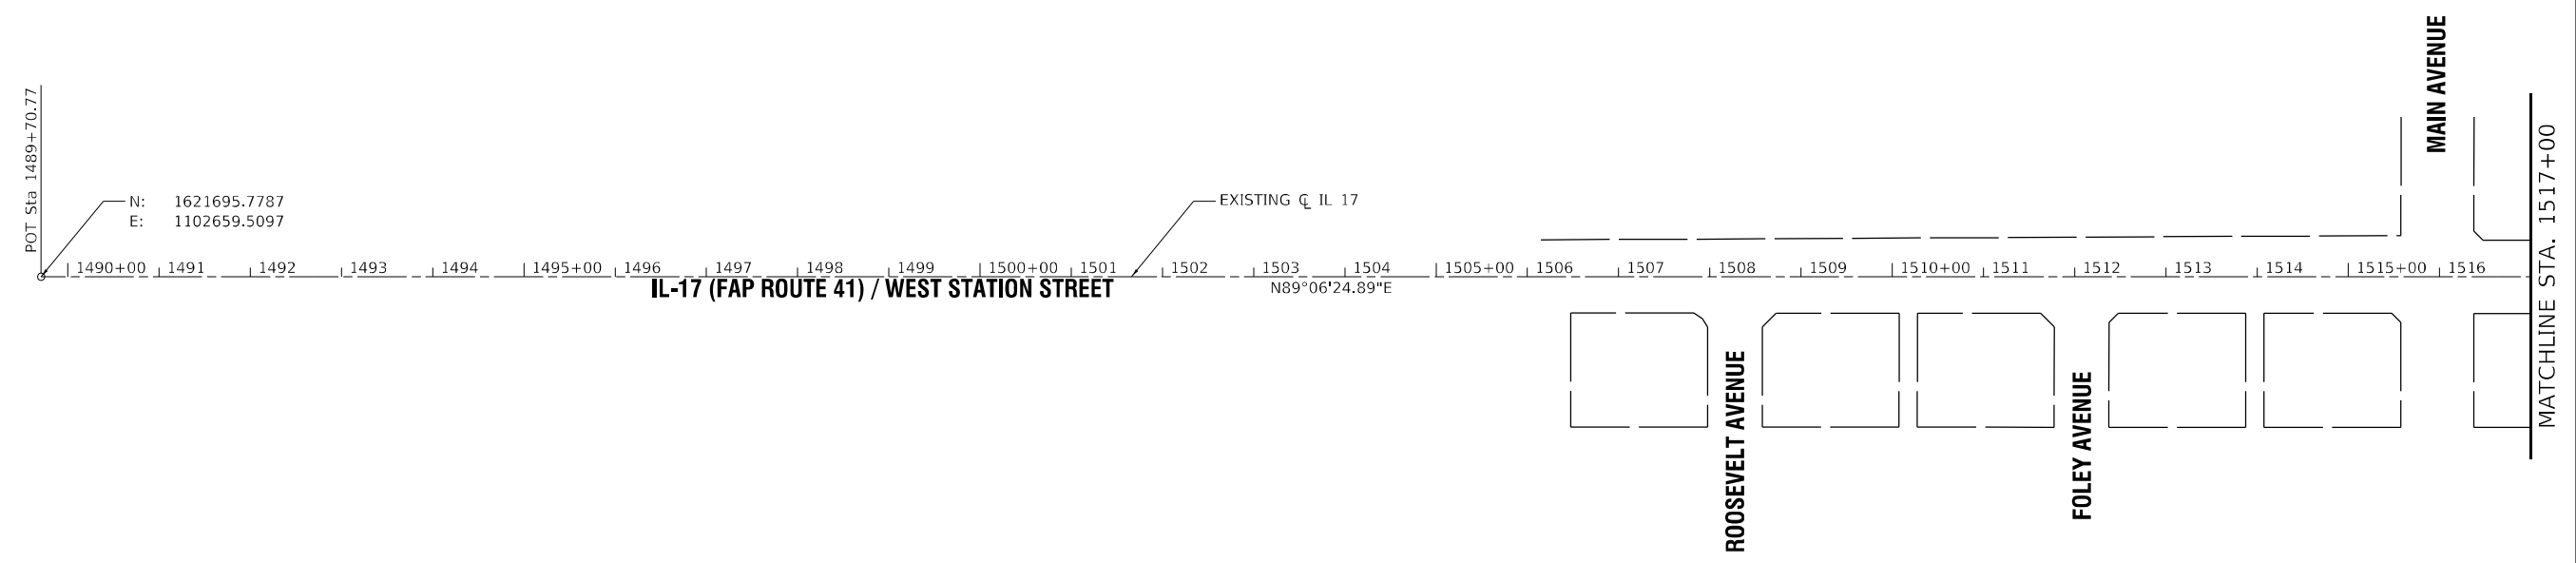 MAIN AVENUE
POT Sta 1489+70.77
N: 1621695.7787
E: 1102659.5097
EXISTING ℄ IL 17
MATCHLINE STA. 1517+00
1490+00 1491 1492 1493 1494 1495+00 1496 1497 1498 1499 1500+00 1501 1502 1503 1504 1505+00 1506 1507 1508 1509 1510+00 1511 1512 1513 1514 1515+00 1516
IL-17 (FAP ROUTE 41) / WEST STATION STREET
N89°06'24.89"E
ROOSEVELT AVENUE
FOLEY AVENUE